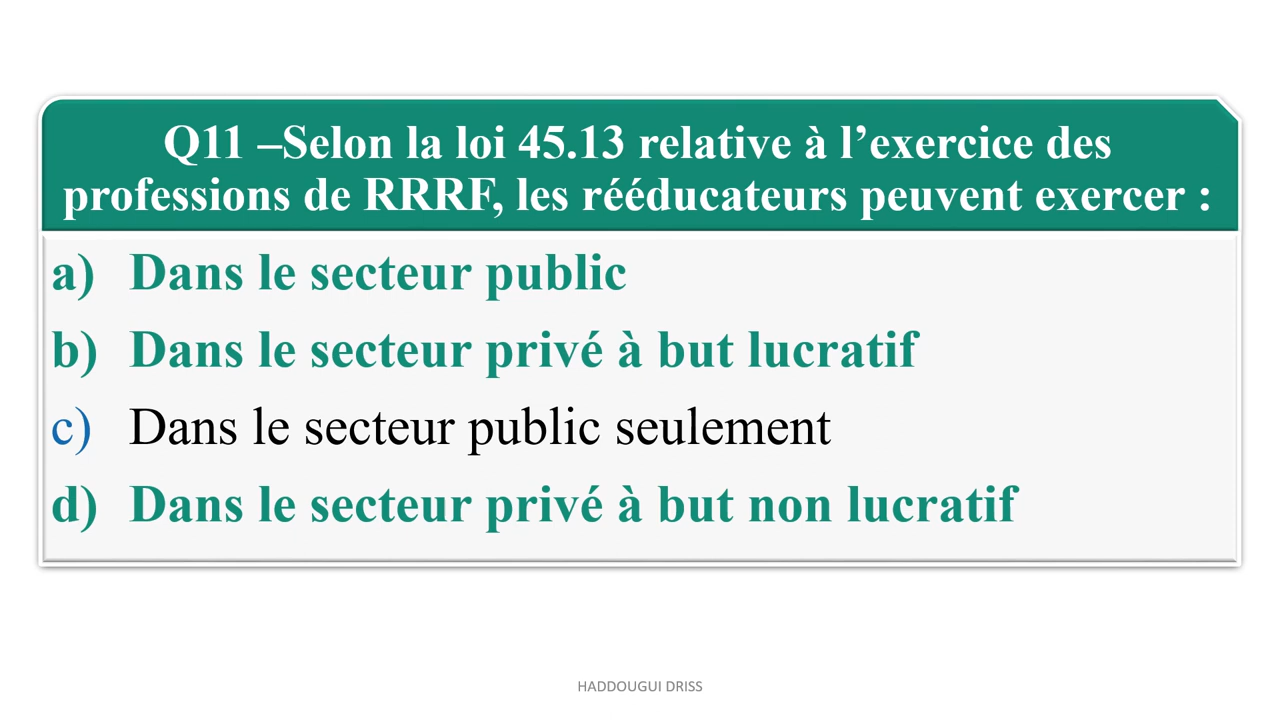 Q11 –Selon la loi 45.13 relative à l’exercice des
professions de RRRF, les rééducateurs peuvent exercer :
a) Dans le secteur public
b) Dans le secteur privé à but lucratif
c) Dans le secteur public seulement
d) Dans le secteur privé à but non lucratif
HADDOUGUI DRISS